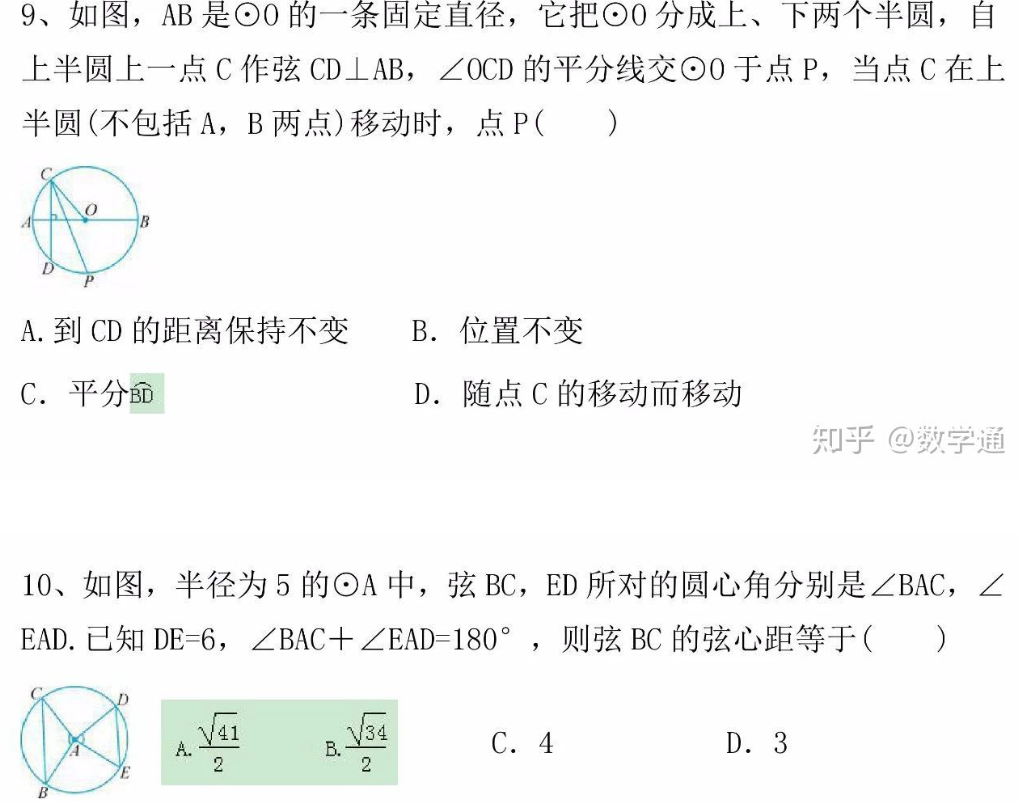 9、如图，AB 是⊙O 的一条固定直径，它把⊙O 分成上、下两个半圆，自
上半圆上一点 C 作弦 CD⊥AB，∠OCD 的平分线交⊙O 于点 P，当点 C 在上
半圆(不包括 A，B 两点)移动时，点 P(　　)
C
A O B
D
P
A.到 CD 的距离保持不变　　B. 位置不变
C. 平分B͡D　　D. 随点 C 的移动而移动
知乎 @数学通
10、如图，半径为 5 的⊙A 中，弦 BC，ED 所对的圆心角分别是∠BAC，∠
EAD.已知 DE=6，∠BAC＋∠EAD=180°，则弦 BC 的弦心距等于(　　)
C D
A
E
B
A. √41/2　　B. √34/2　　C. 4　　D. 3